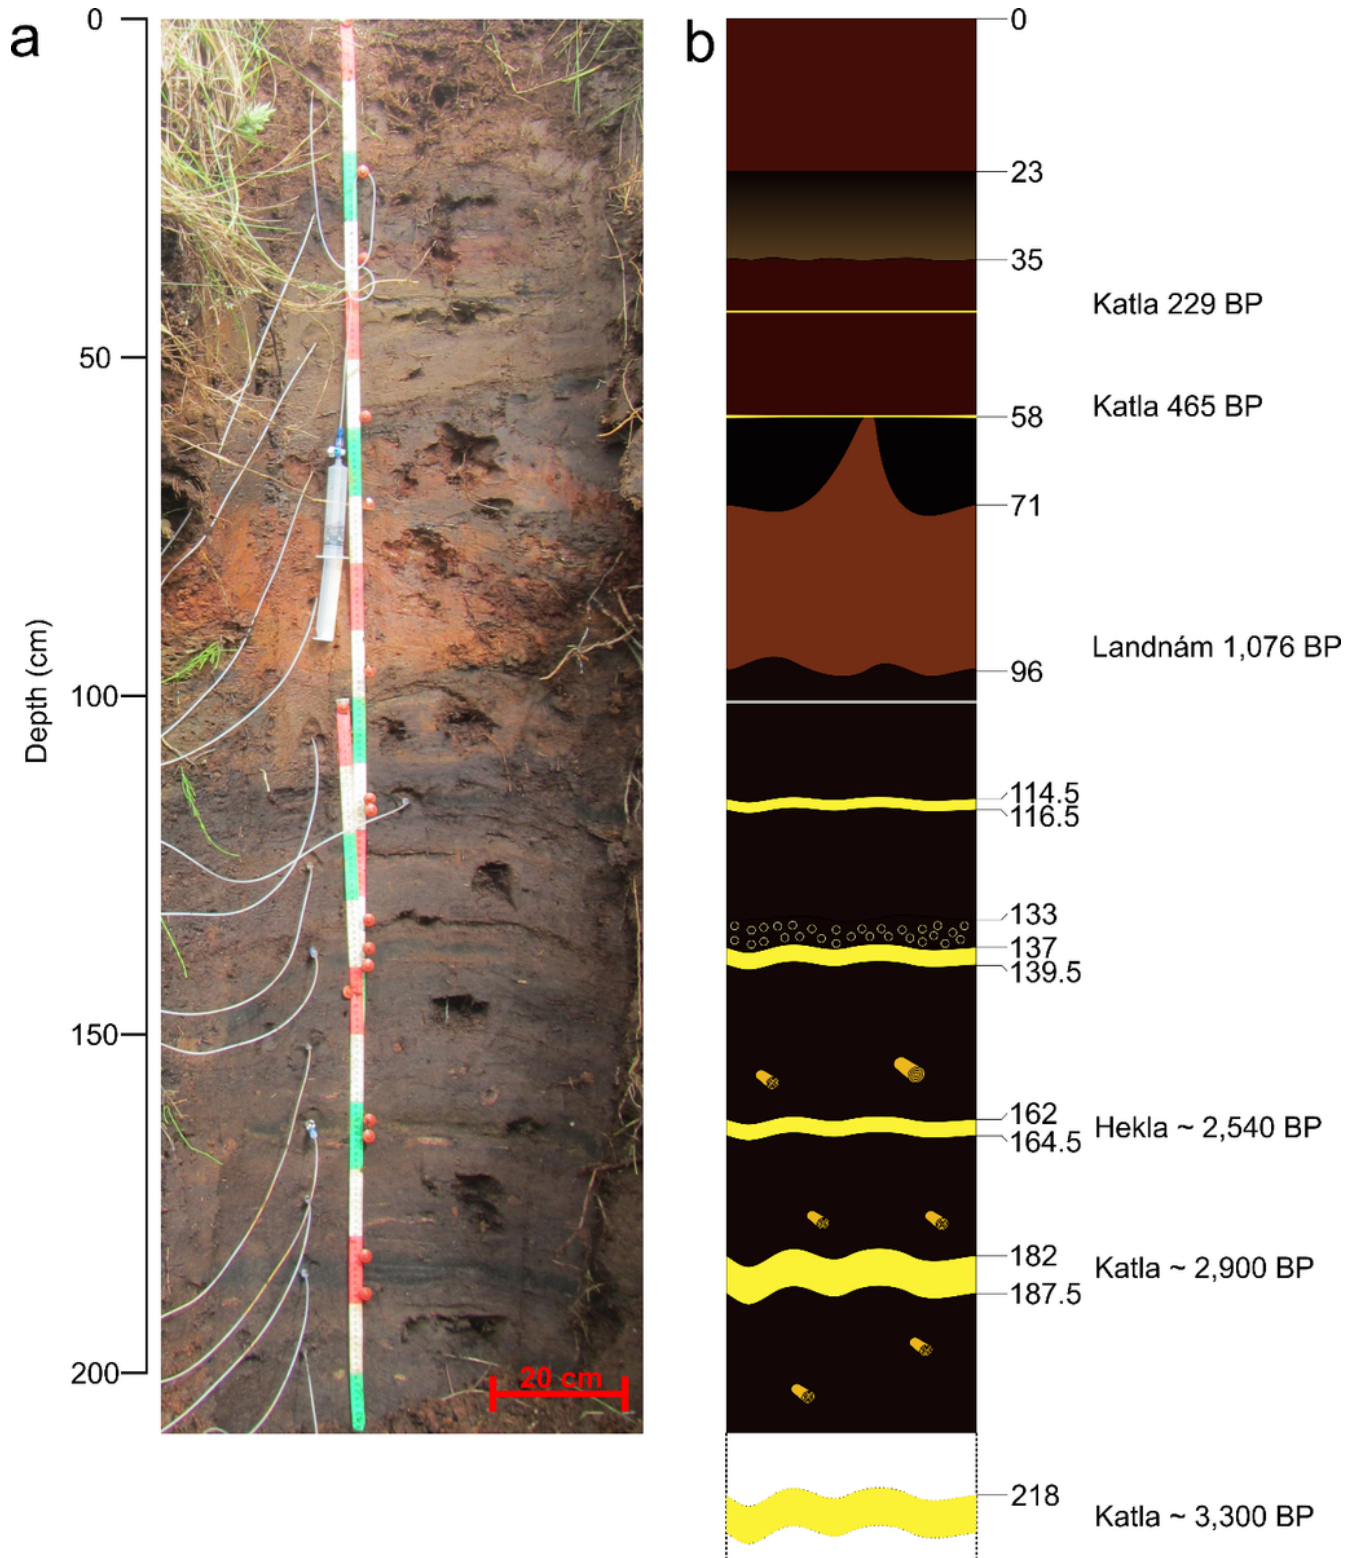 a
b
Depth (cm)
0
50
100
150
200
20 cm
0
23
35
Katla 229 BP
Katla 465 BP
58
71
Landnám 1,076 BP
96
114.5
116.5
133
137
139.5
162
Hekla ~ 2,540 BP
164.5
182
Katla ~ 2,900 BP
187.5
218
Katla ~ 3,300 BP